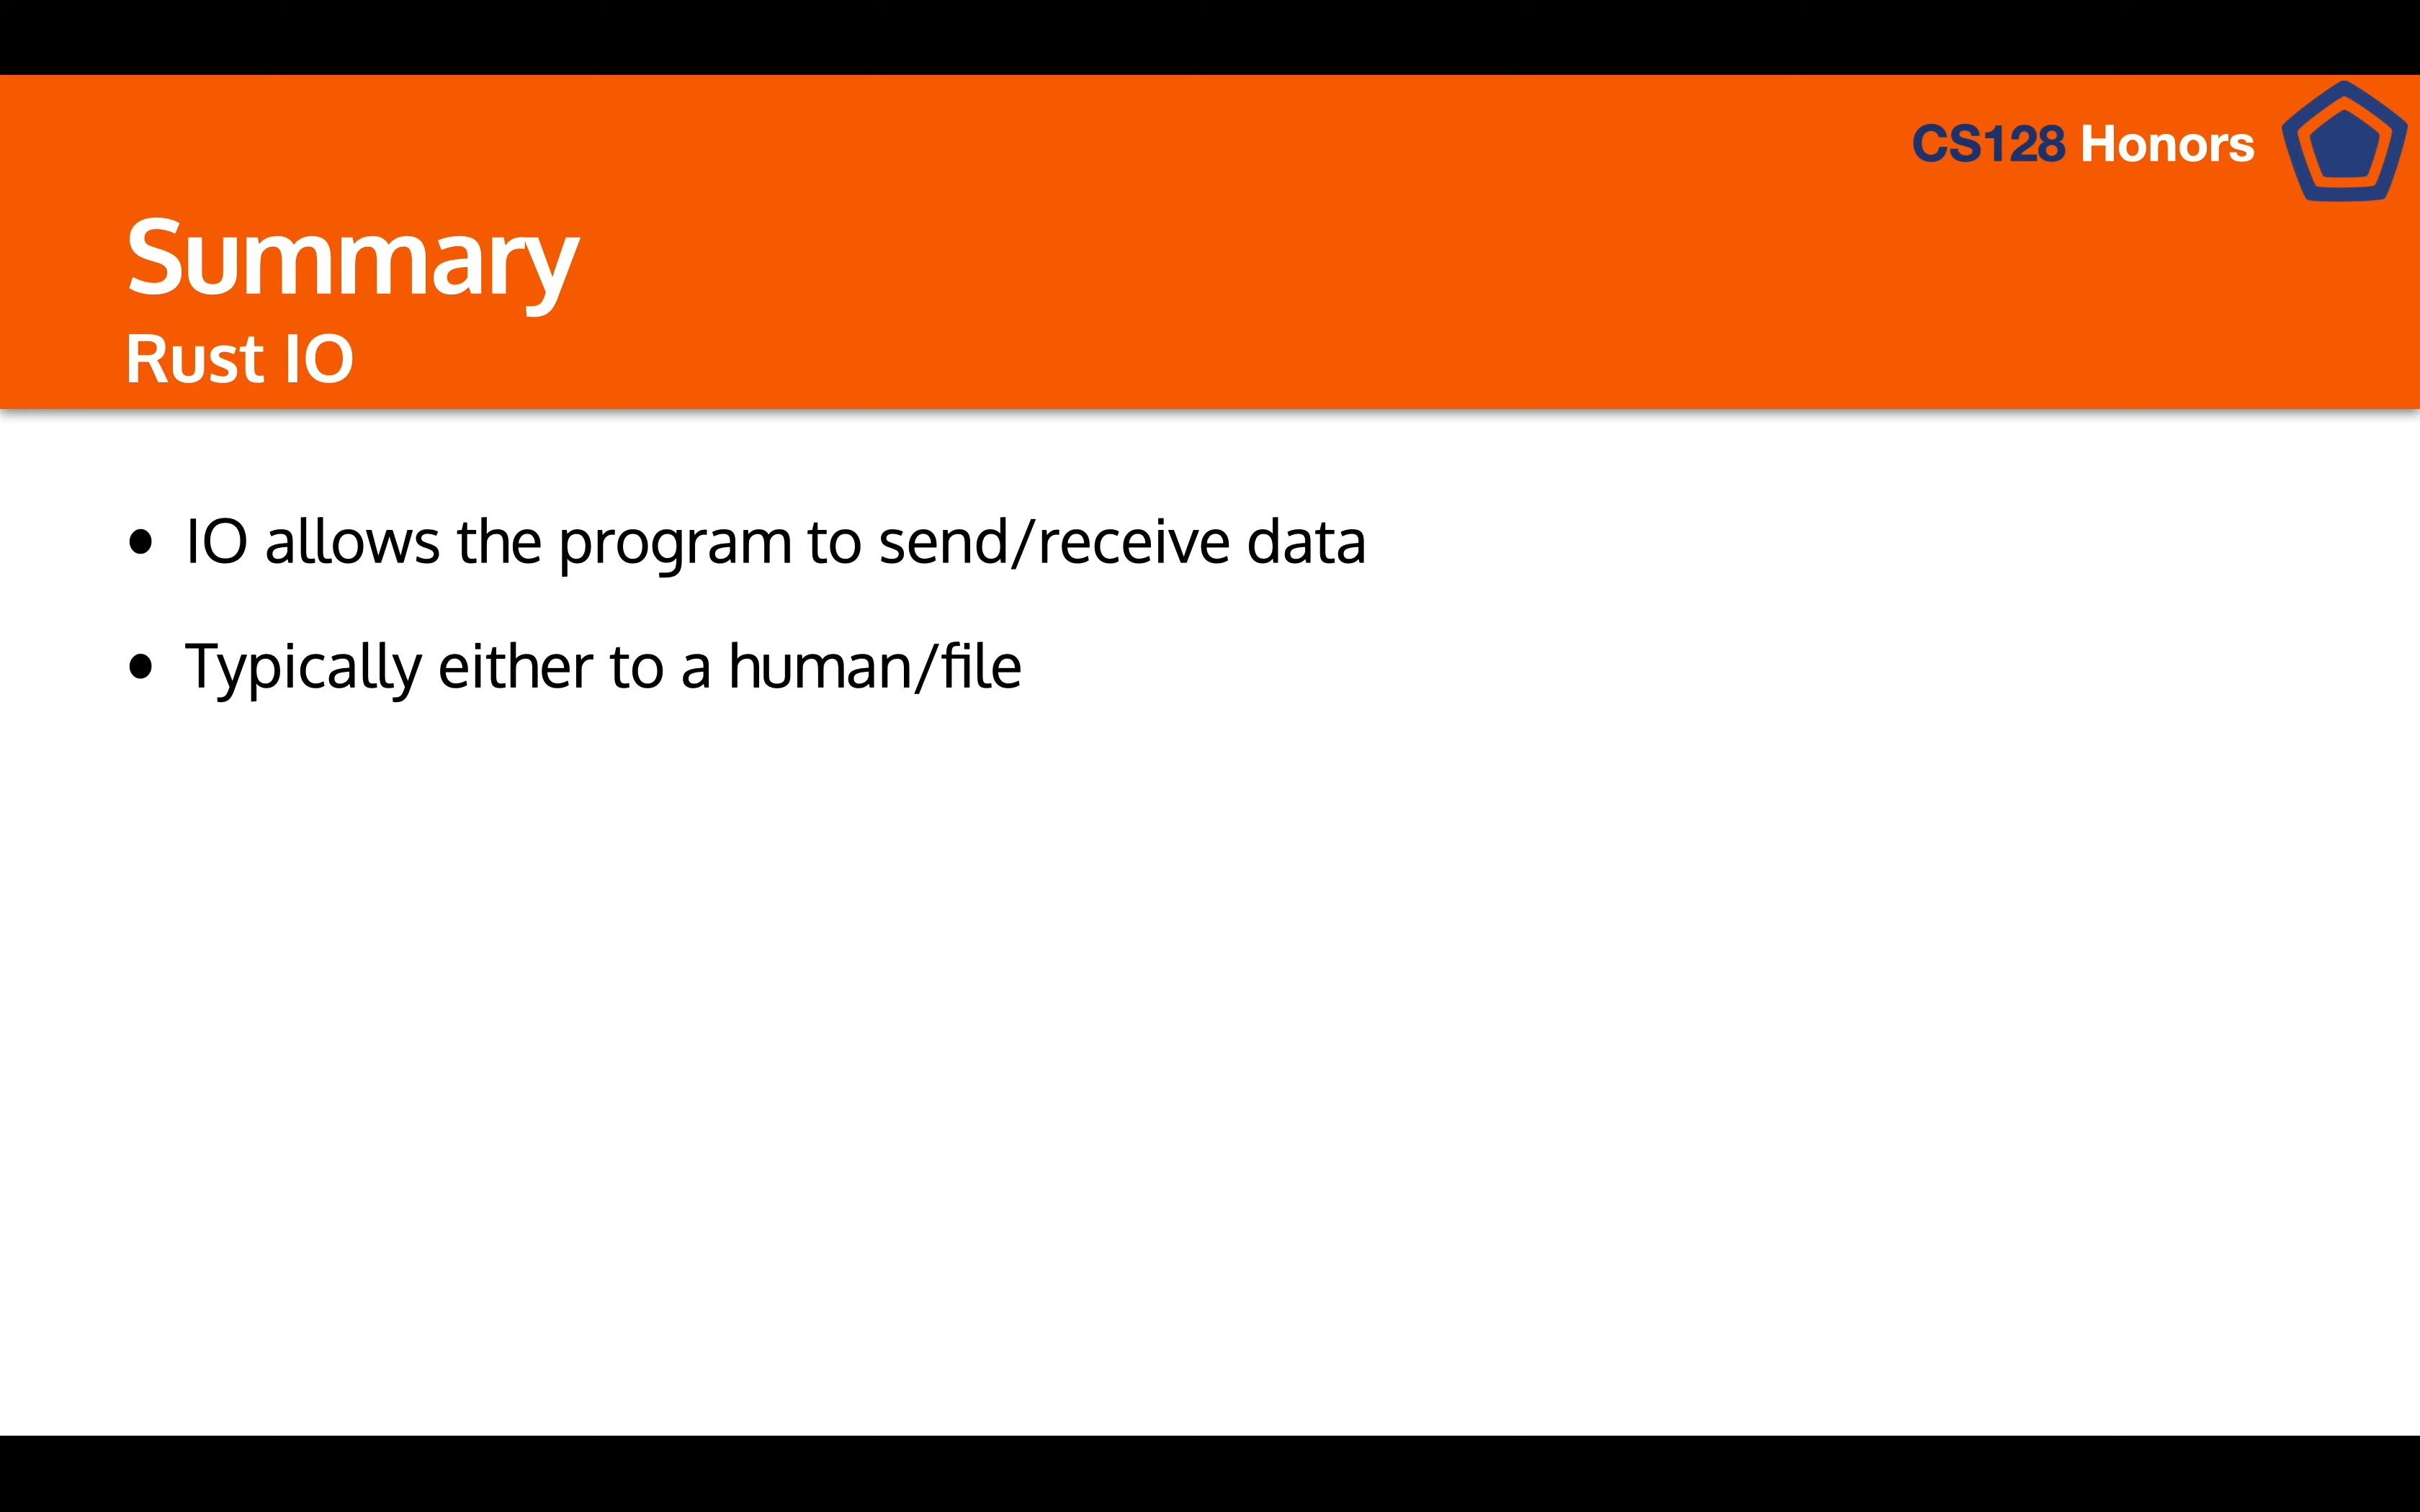 CS128 Honors
Summary
Rust IO
• IO allows the program to send/receive data
• Typically either to a human/file